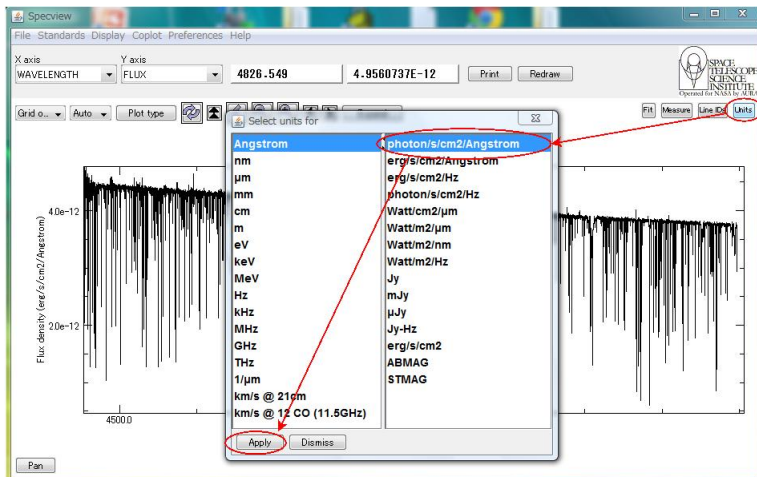 Specview
File Standards Display Coplot Preferences Help
X axis
Y axis
WAVELENGTH
FLUX
4826.549
4.9560737E-12
Print
Redraw
SPACE
TELESCOPE
SCIENCE
INSTITUTE
Operated for NASA by AURA
Grid o...
Auto
Plot type
Fit
Measure
Line IDs
Units
Select units for
Angstrom
nm
µm
mm
cm
m
eV
keV
MeV
Hz
kHz
MHz
GHz
THz
1/µm
km/s @ 21cm
km/s @ 12 CO (11.5GHz)
photon/s/cm2/Angstrom
erg/s/cm2/Angstrom
erg/s/cm2/Hz
photon/s/cm2/Hz
Watt/cm2/µm
Watt/m2/µm
Watt/m2/nm
Watt/m2/Hz
Jy
mJy
µJy
Jy-Hz
erg/s/cm2
ABMAG
STMAG
Apply
Dismiss
Flux density (erg/s/cm2/Angstrom)
4.0e-12
2.0e-12
4500.0
Pan